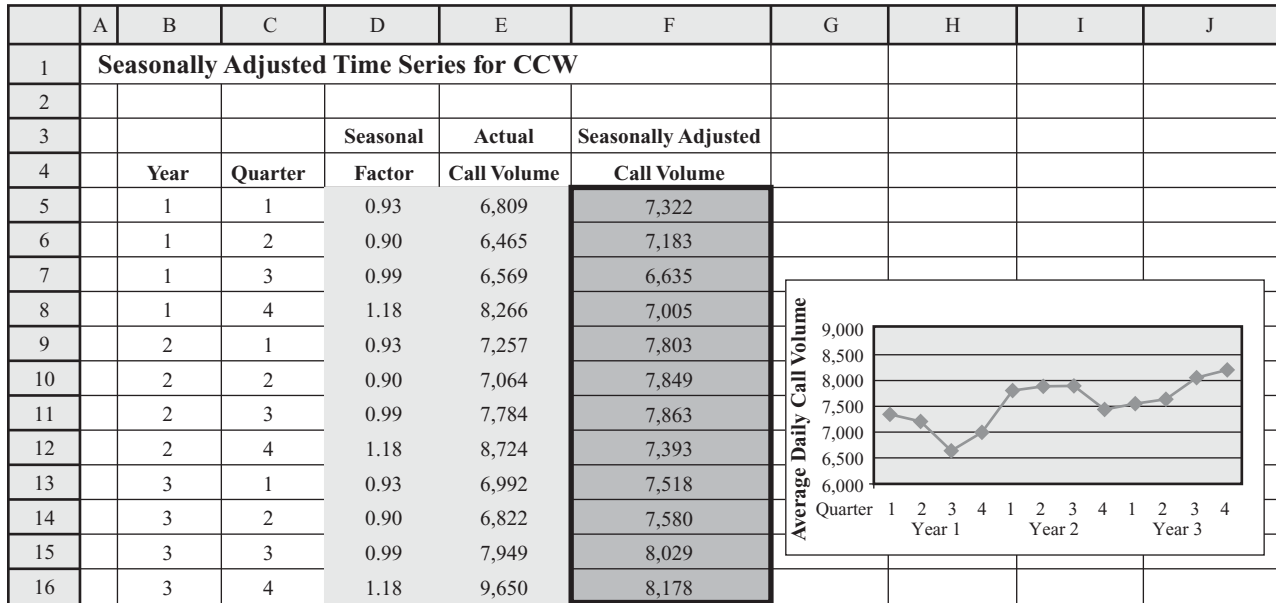 A B C D E F G H I J
1 Seasonally Adjusted Time Series for CCW
2
3 Seasonal Actual Seasonally Adjusted
4 Year Quarter Factor Call Volume Call Volume
5 1 1 0.93 6,809 7,322
6 1 2 0.90 6,465 7,183
7 1 3 0.99 6,569 6,635
8 1 4 1.18 8,266 7,005
9 2 1 0.93 7,257 7,803
10 2 2 0.90 7,064 7,849
11 2 3 0.99 7,784 7,863
12 2 4 1.18 8,724 7,393
13 3 1 0.93 6,992 7,518
14 3 2 0.90 6,822 7,580
15 3 3 0.99 7,949 8,029
16 3 4 1.18 9,650 8,178
Average Daily Call Volume
9,000
8,500
8,000
7,500
7,000
6,500
6,000
Quarter 1 2 3 4 1 2 3 4 1 2 3 4
Year 1 Year 2 Year 3